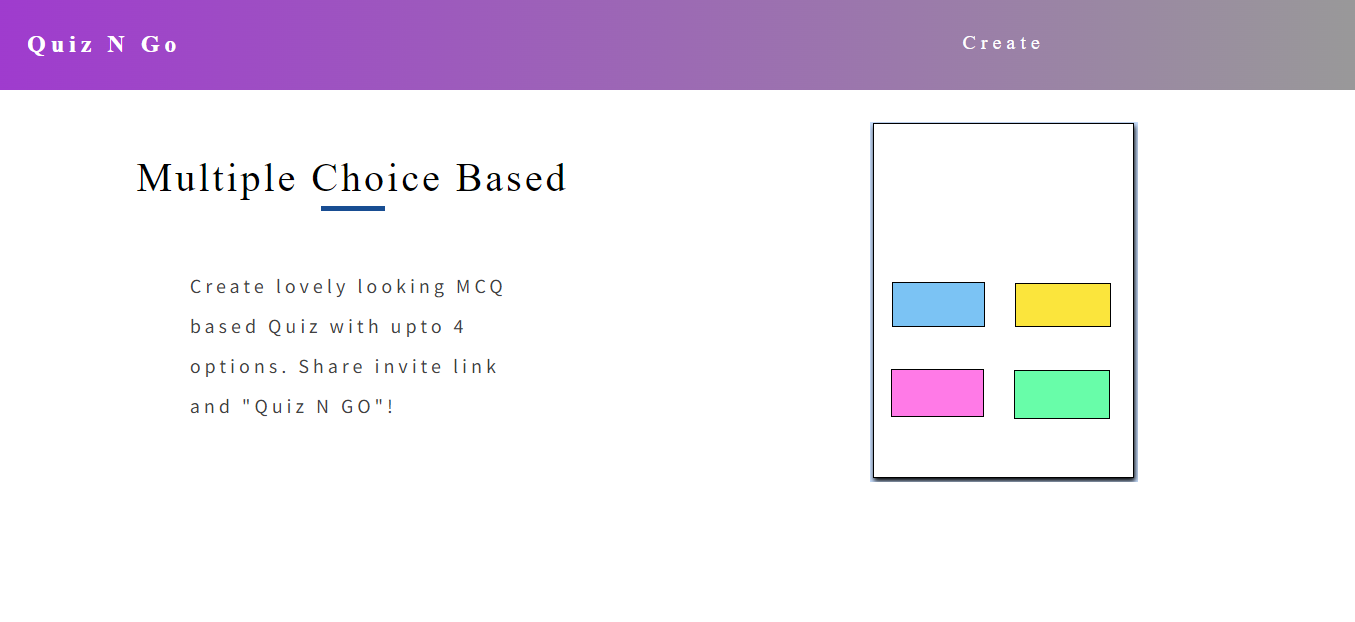 Quiz N Go
Create
Multiple Choice Based
Create lovely looking MCQ
based Quiz with upto 4
options. Share invite link
and "Quiz N GO"!